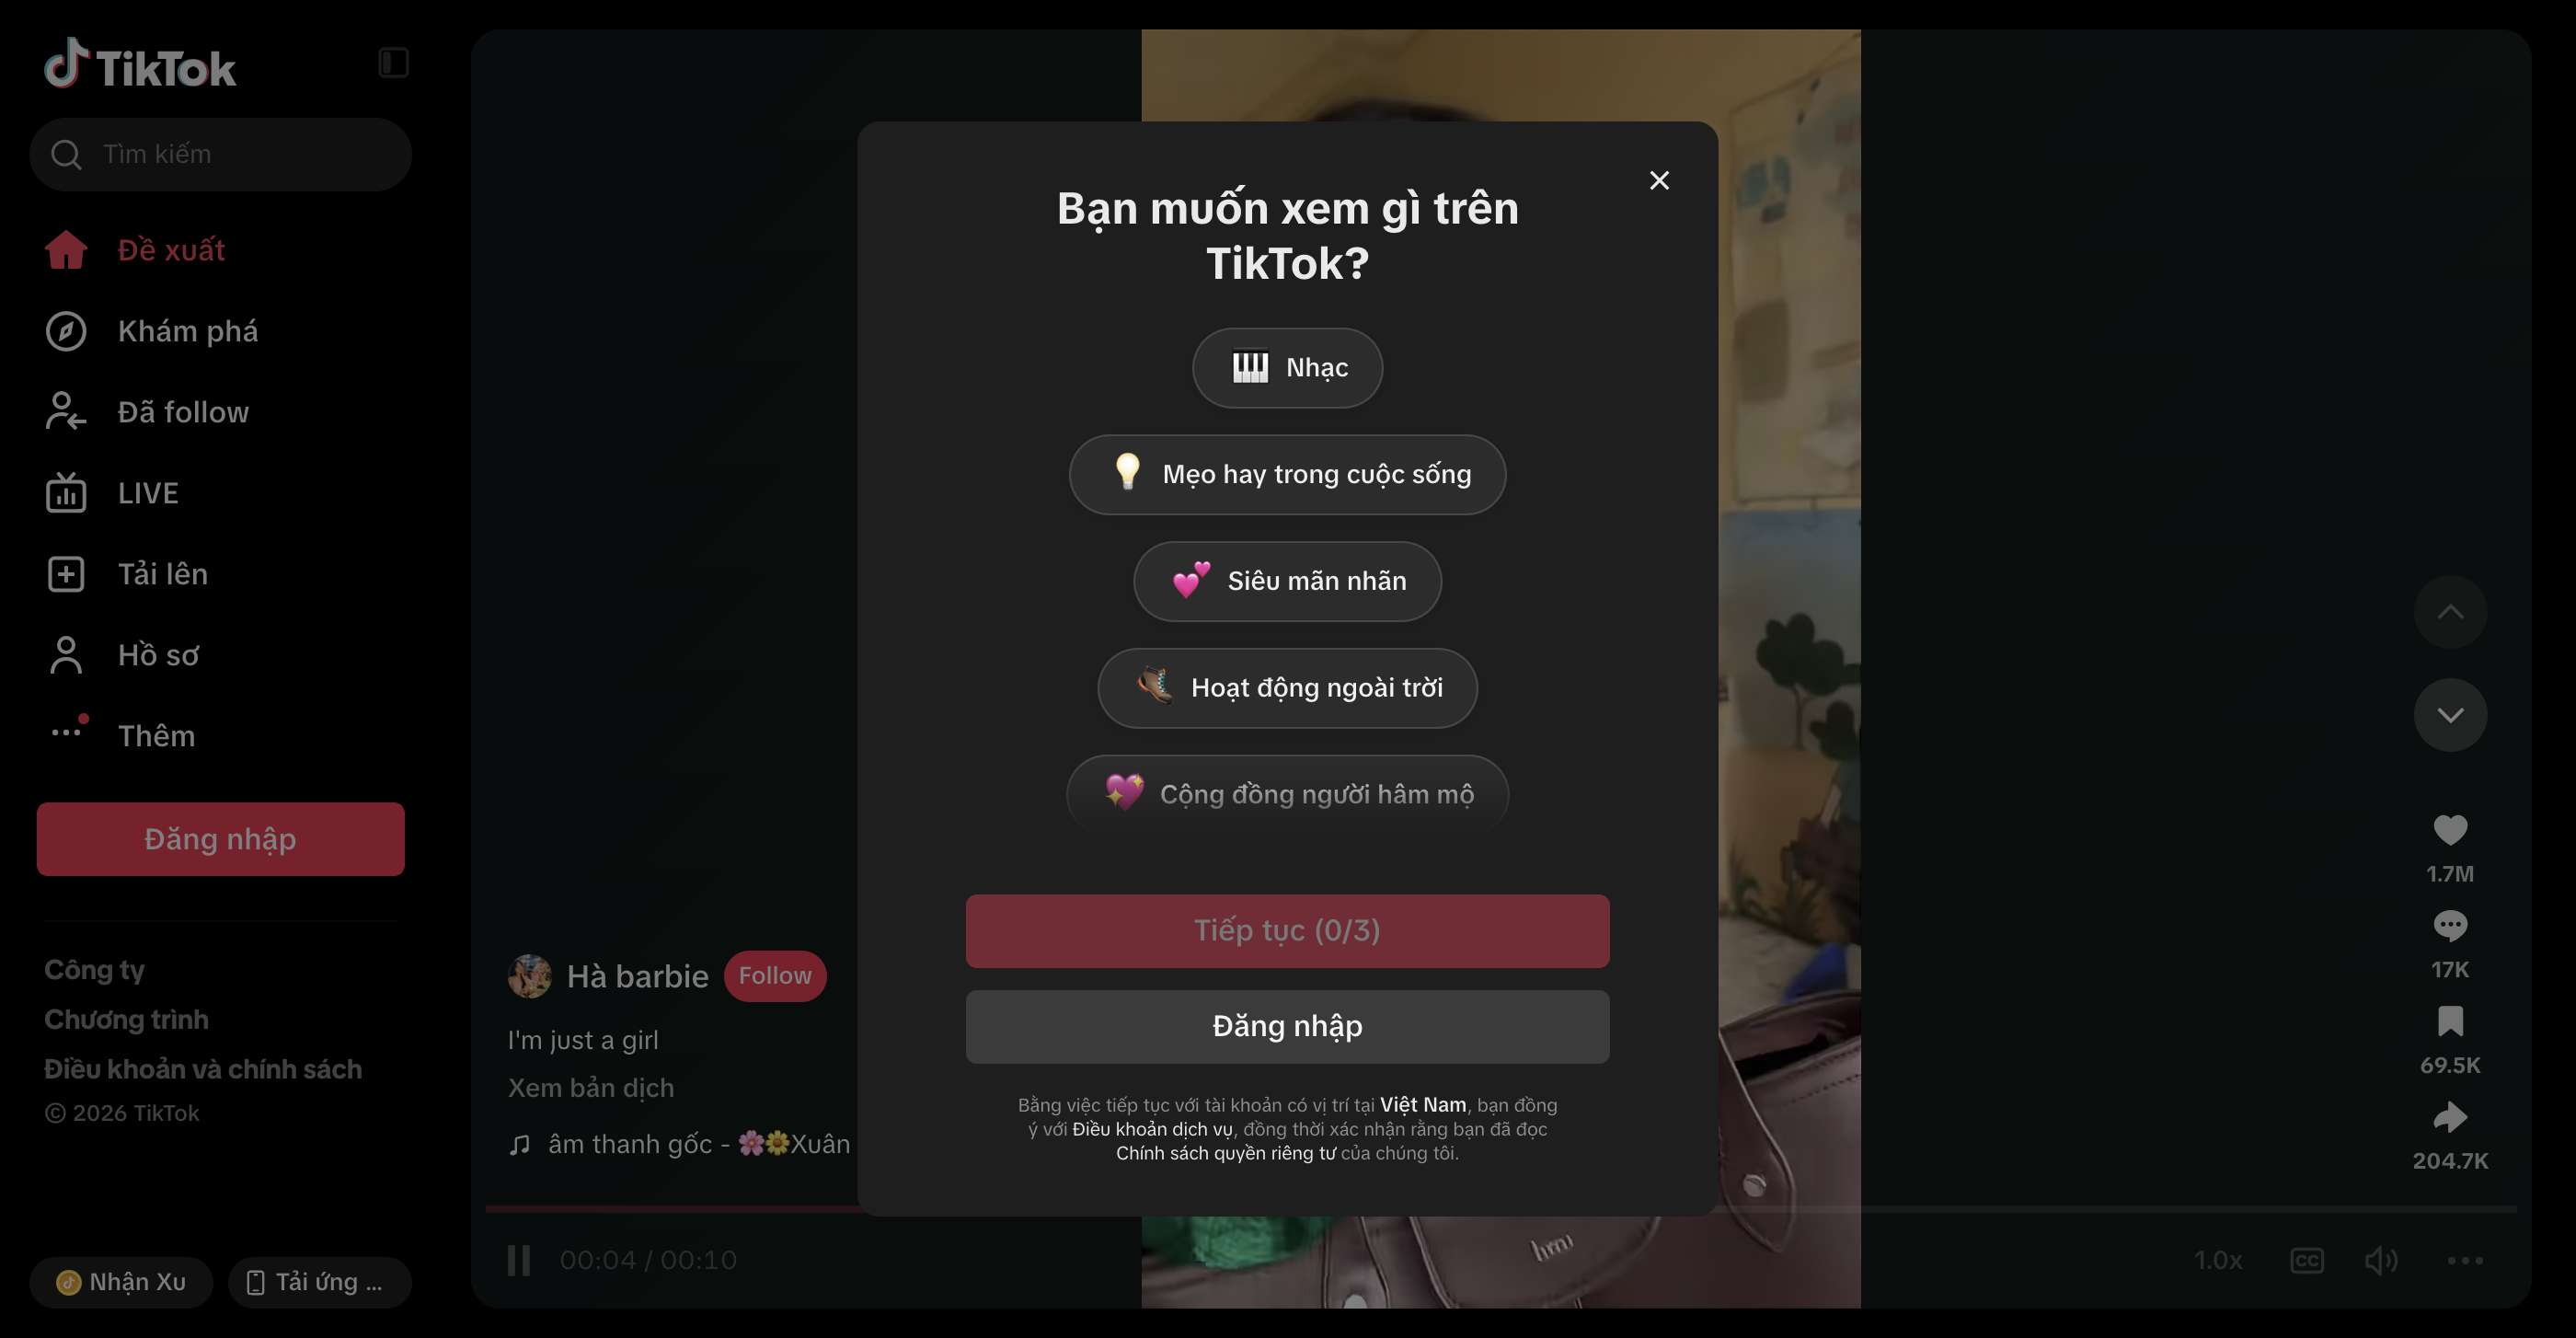 TikTok
Tìm kiếm
Đề xuất
Khám phá
Đã follow
LIVE
Tải lên
Hồ sơ
Thêm
Đăng nhập
Công ty
Chương trình
Điều khoản và chính sách
© 2026 TikTok
Nhận Xu
Tải ứng ...
Hà barbie
Follow
I'm just a girl
Xem bản dịch
âm thanh gốc - 🌸🌼Xuân
00:04 / 00:10
Bạn muốn xem gì trên
TikTok?
🎹 Nhạc
💡 Mẹo hay trong cuộc sống
💕 Siêu mãn nhãn
🥾 Hoạt động ngoài trời
💖 Cộng đồng người hâm mộ
Tiếp tục (0/3)
Đăng nhập
Bằng việc tiếp tục với tài khoản có vị trí tại Việt Nam, bạn đồng
ý với Điều khoản dịch vụ, đồng thời xác nhận rằng bạn đã đọc
Chính sách quyền riêng tư của chúng tôi.
1.7M
17K
69.5K
204.7K
1.0x
CC